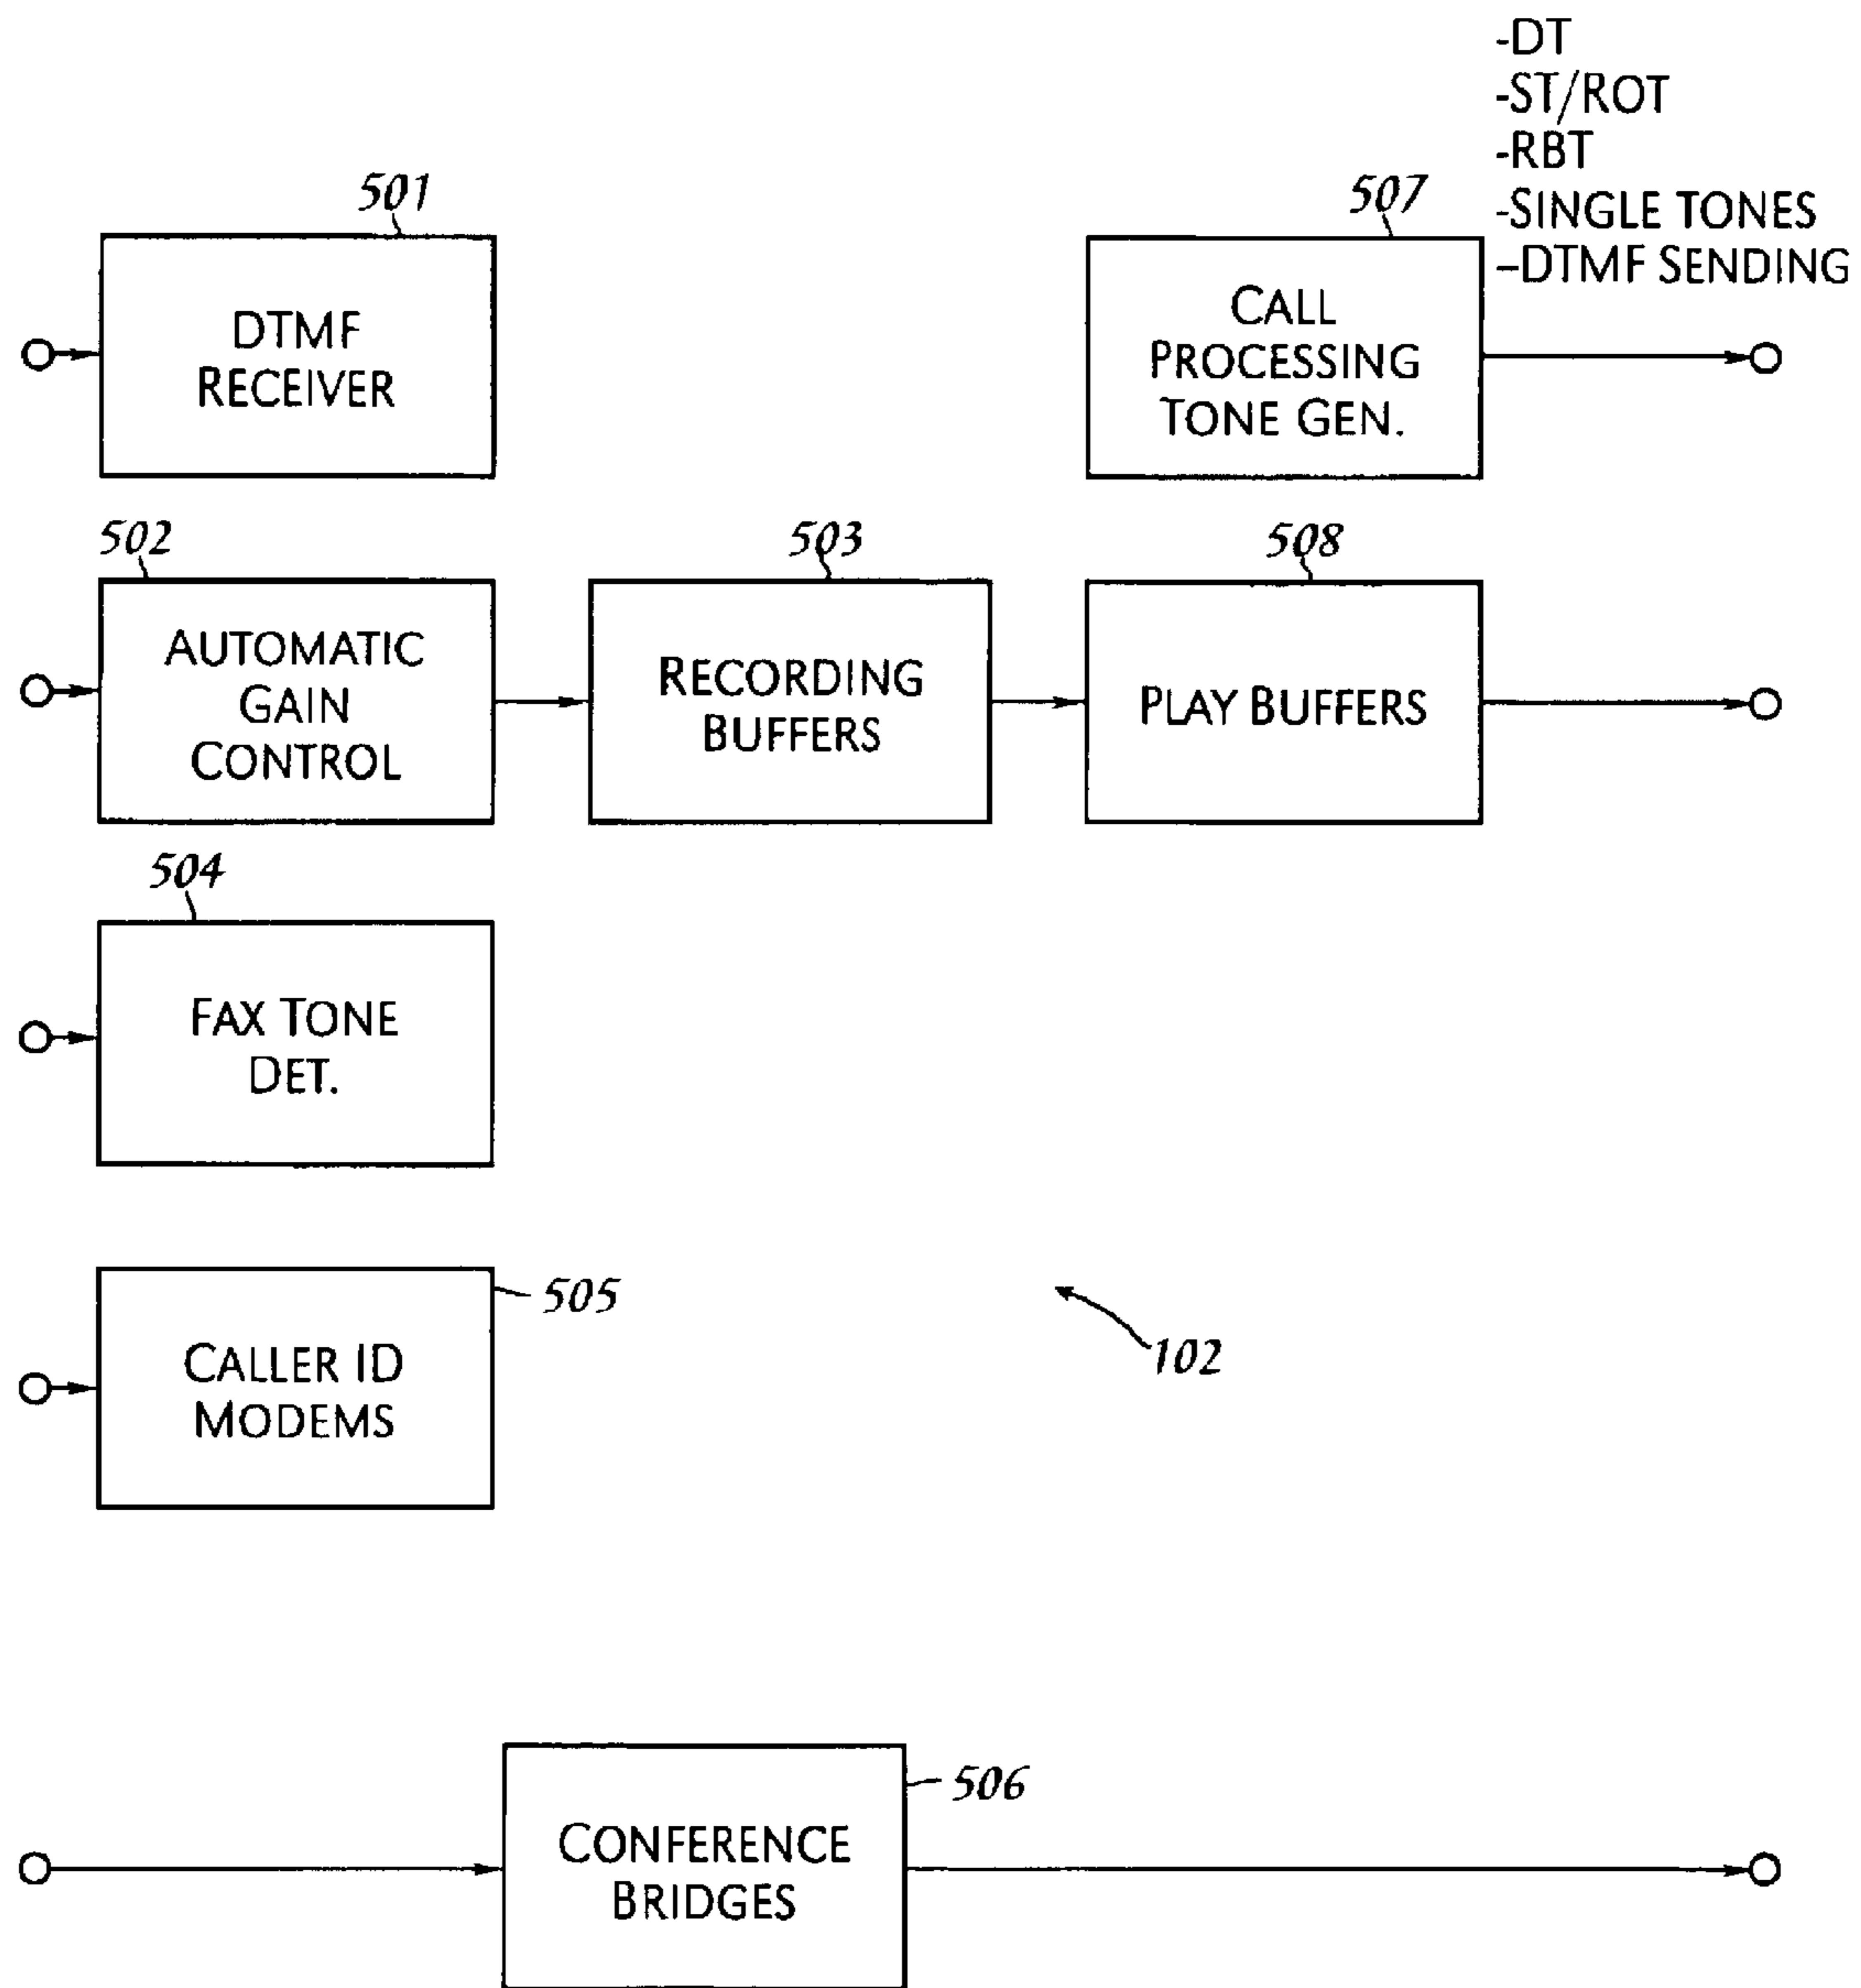 -DT
-ST/ROT
-RBT
-SINGLE TONES
-DTMF SENDING
501
507
DTMF
RECEIVER
CALL
PROCESSING
TONE GEN.
502
503
508
AUTOMATIC
GAIN
CONTROL
RECORDING
BUFFERS
PLAY BUFFERS
504
FAX TONE
DET.
505
CALLER ID
MODEMS
102
506
CONFERENCE
BRIDGES